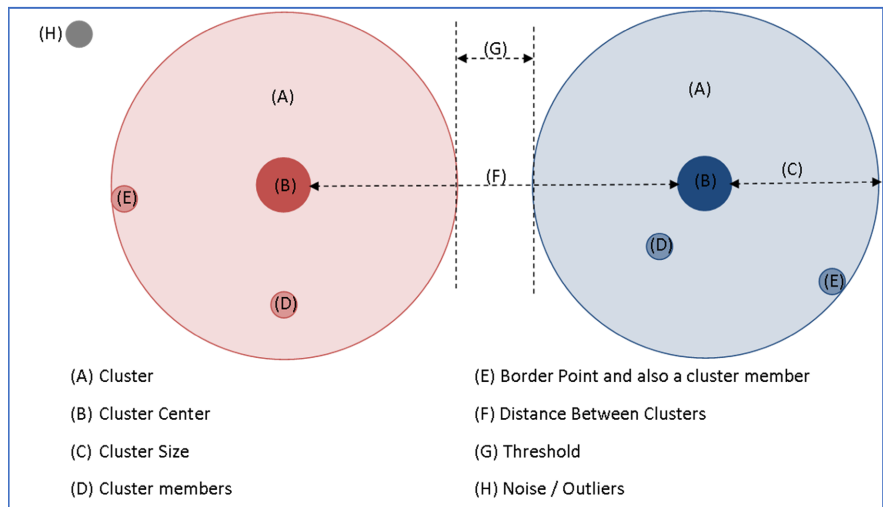 (H)
(G)
(A)
(A)
(B)
(F)
(B)
(C)
(E)
(D)
(D)
(E)
(A) Cluster
(B) Cluster Center
(C) Cluster Size
(D) Cluster members
(E) Border Point and also a cluster member
(F) Distance Between Clusters
(G) Threshold
(H) Noise / Outliers